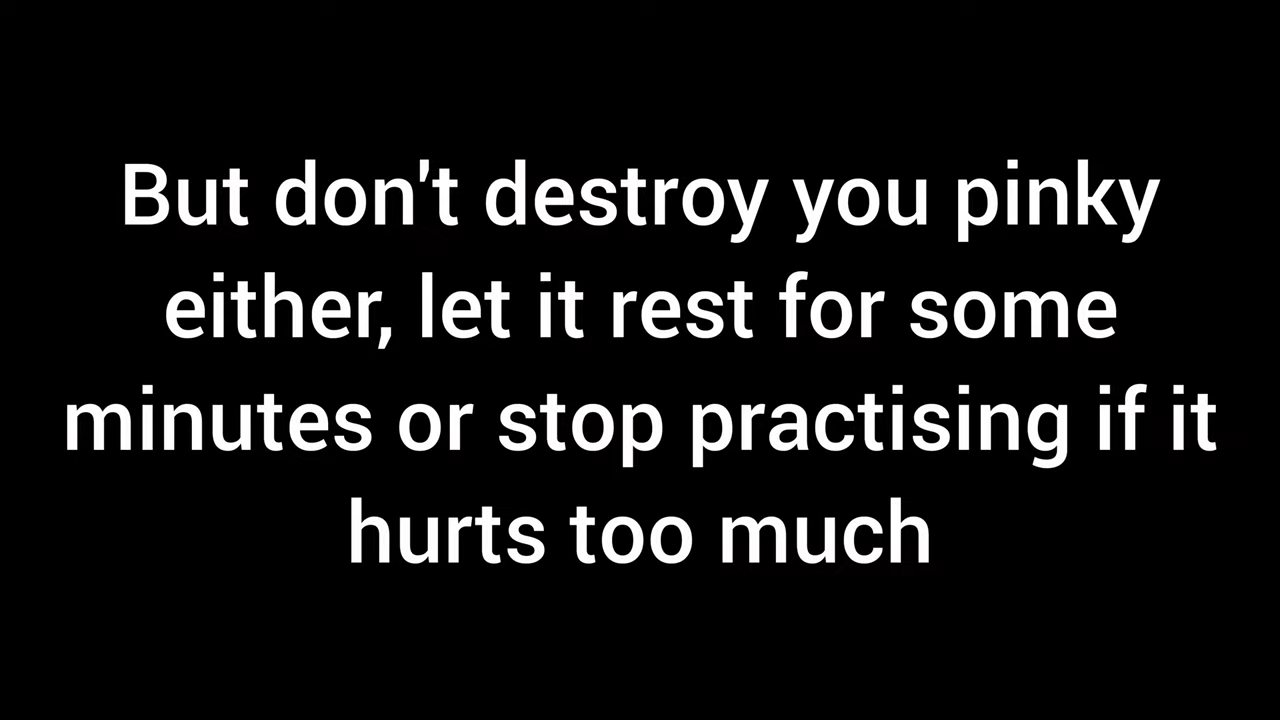 But don't destroy you pinky
either, let it rest for some
minutes or stop practising if it
hurts too much